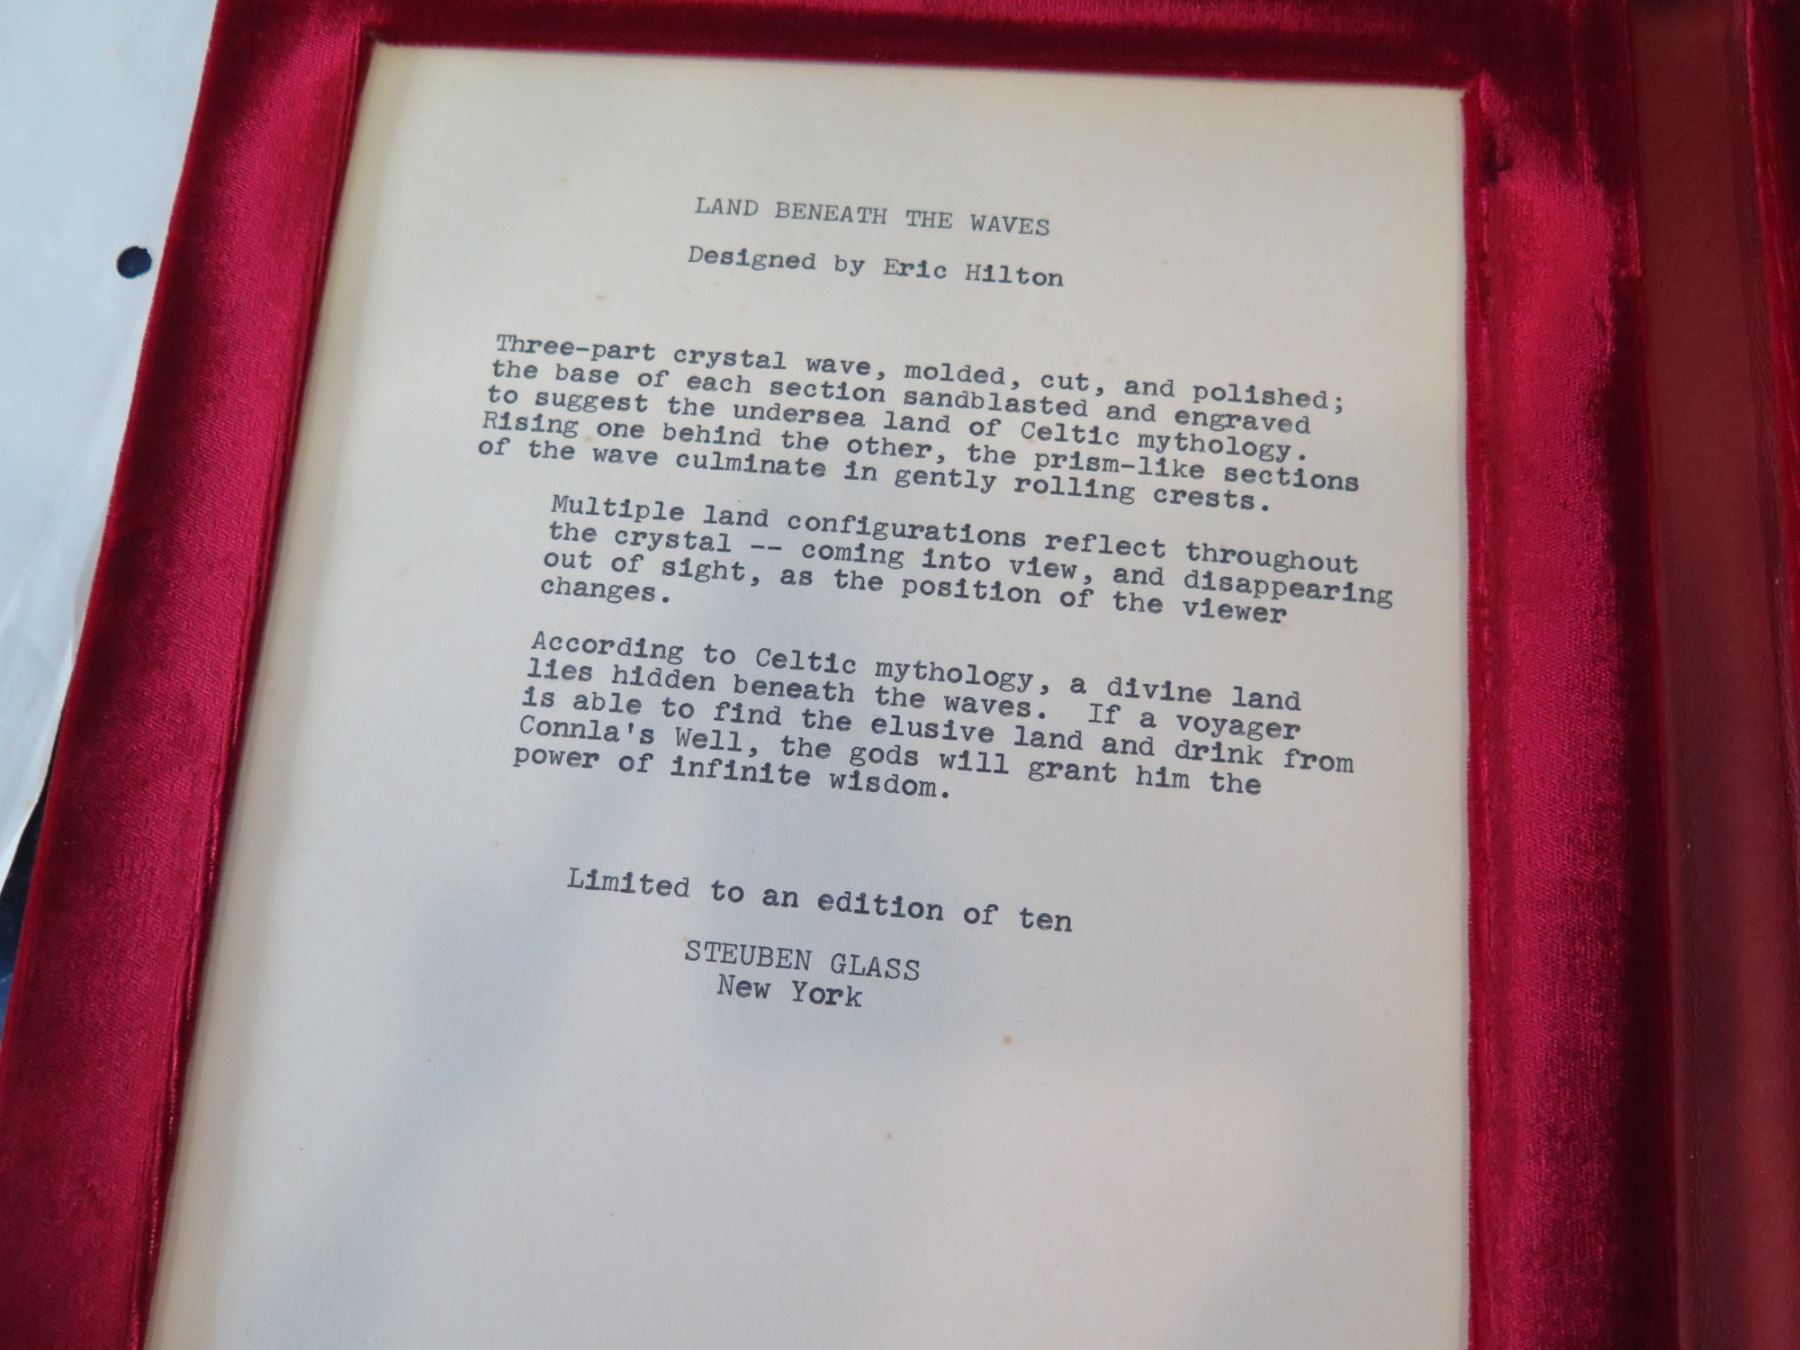 LAND BENEATH THE WAVES
Designed by Eric Hilton
Three-part crystal wave, molded, cut, and polished;
the base of each section sandblasted and engraved
to suggest the undersea land of Celtic mythology.
Rising one behind the other, the prism-like sections
of the wave culminate in gently rolling crests.
Multiple land configurations reflect throughout
the crystal -- coming into view, and disappearing
out of sight, as the position of the viewer
changes.
According to Celtic mythology, a divine land
lies hidden beneath the waves. If a voyager
is able to find the elusive land and drink from
Connla's Well, the gods will grant him the
power of infinite wisdom.
Limited to an edition of ten
STEUBEN GLASS
New York